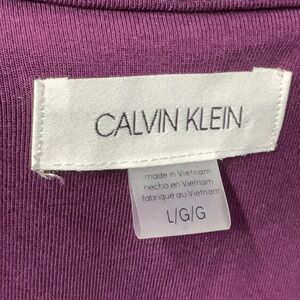 CALVIN KLEIN
made in Vietnam
hecho en Vietnam
fabriqué au Vietnam
L/G/G